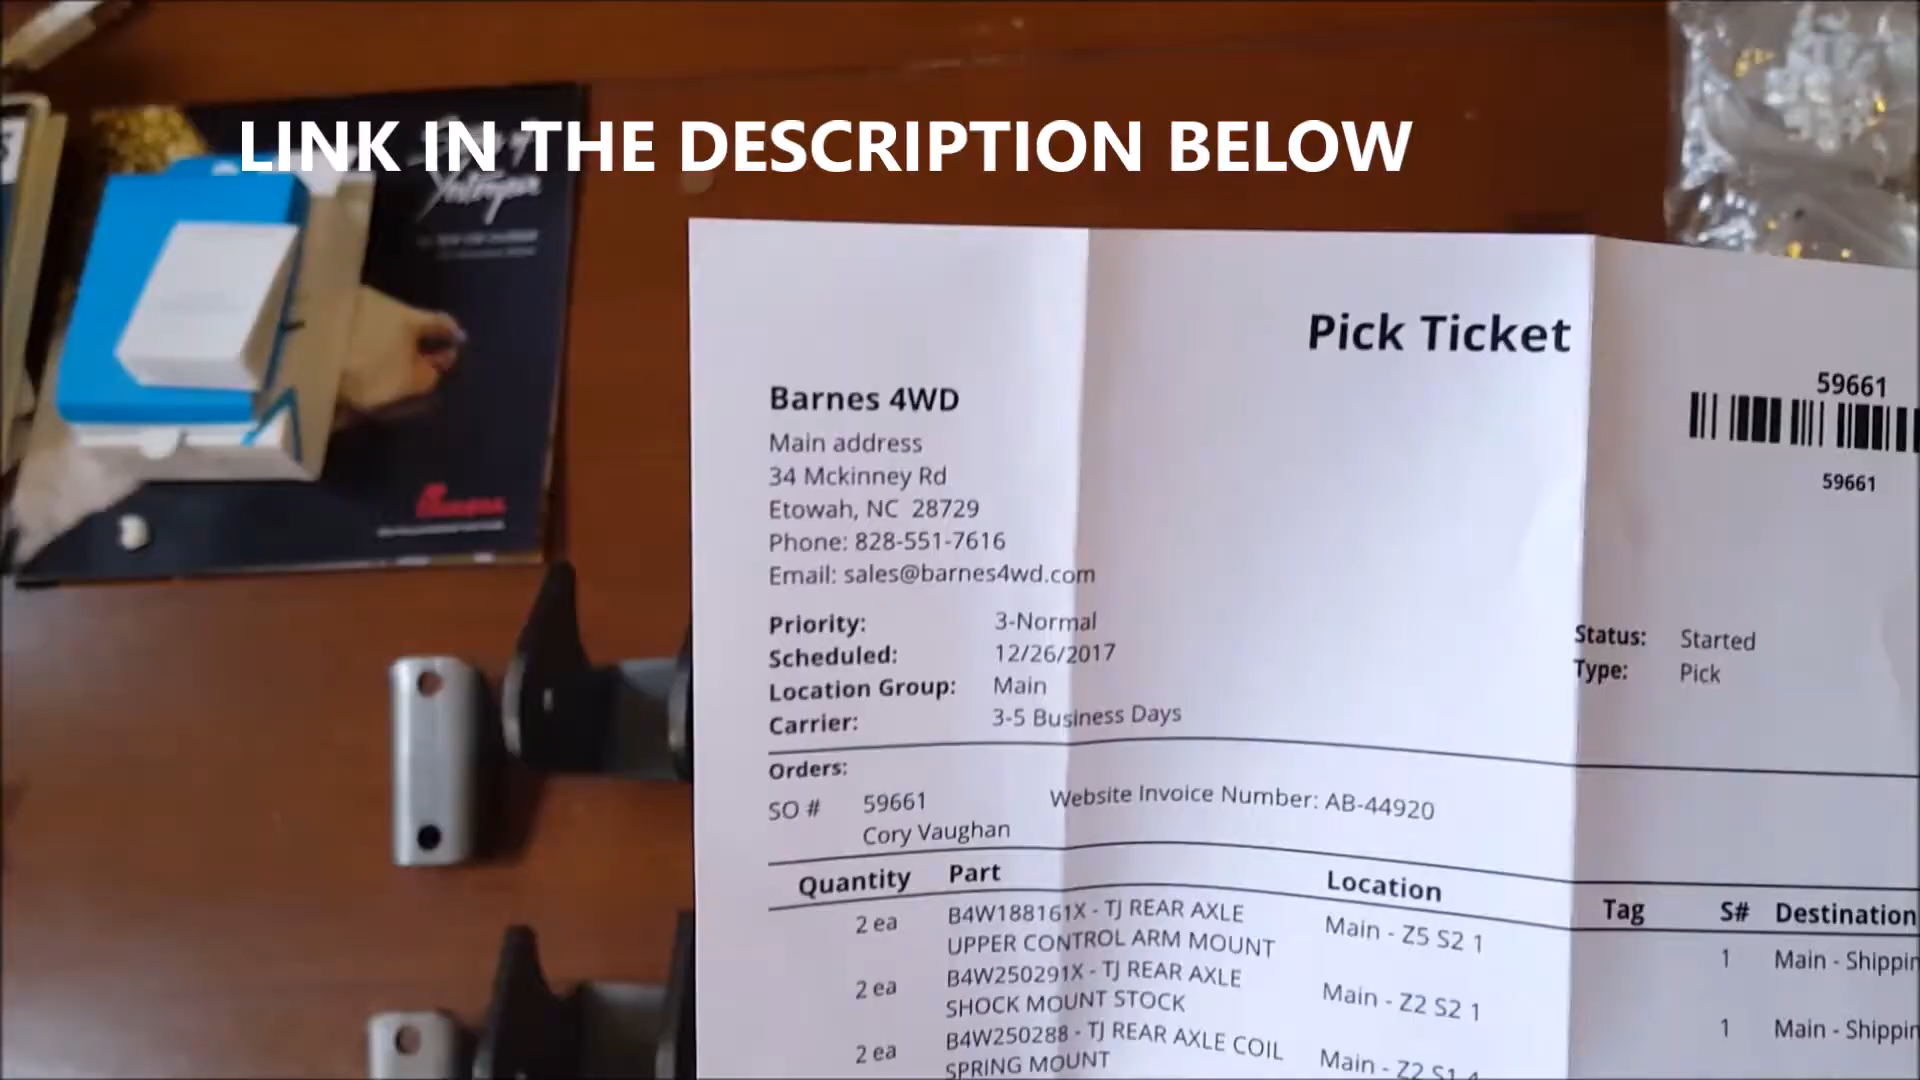 LINK IN THE DESCRIPTION BELOW
Pick Ticket
59661
59661
Barnes 4WD
Main address
34 Mckinney Rd
Etowah, NC 28729
Phone: 828-551-7616
Email: sales@barnes4wd.com
Priority: 3-Normal
Scheduled: 12/26/2017
Location Group: Main
Carrier: 3-5 Business Days
Status: Started
Type: Pick
Orders:
SO # 59661 Website Invoice Number: AB-44920
Cory Vaughan
Quantity Part Location Tag S# Destination
2 ea B4W188161X - TJ REAR AXLE Main - Z5 S2 1 1 Main - Shippin
UPPER CONTROL ARM MOUNT
2 ea B4W250291X - TJ REAR AXLE Main - Z2 S2 1 1 Main - Shippin
SHOCK MOUNT STOCK
2 ea B4W250288 - TJ REAR AXLE COIL Main - Z2 S1 4
SPRING MOUNT